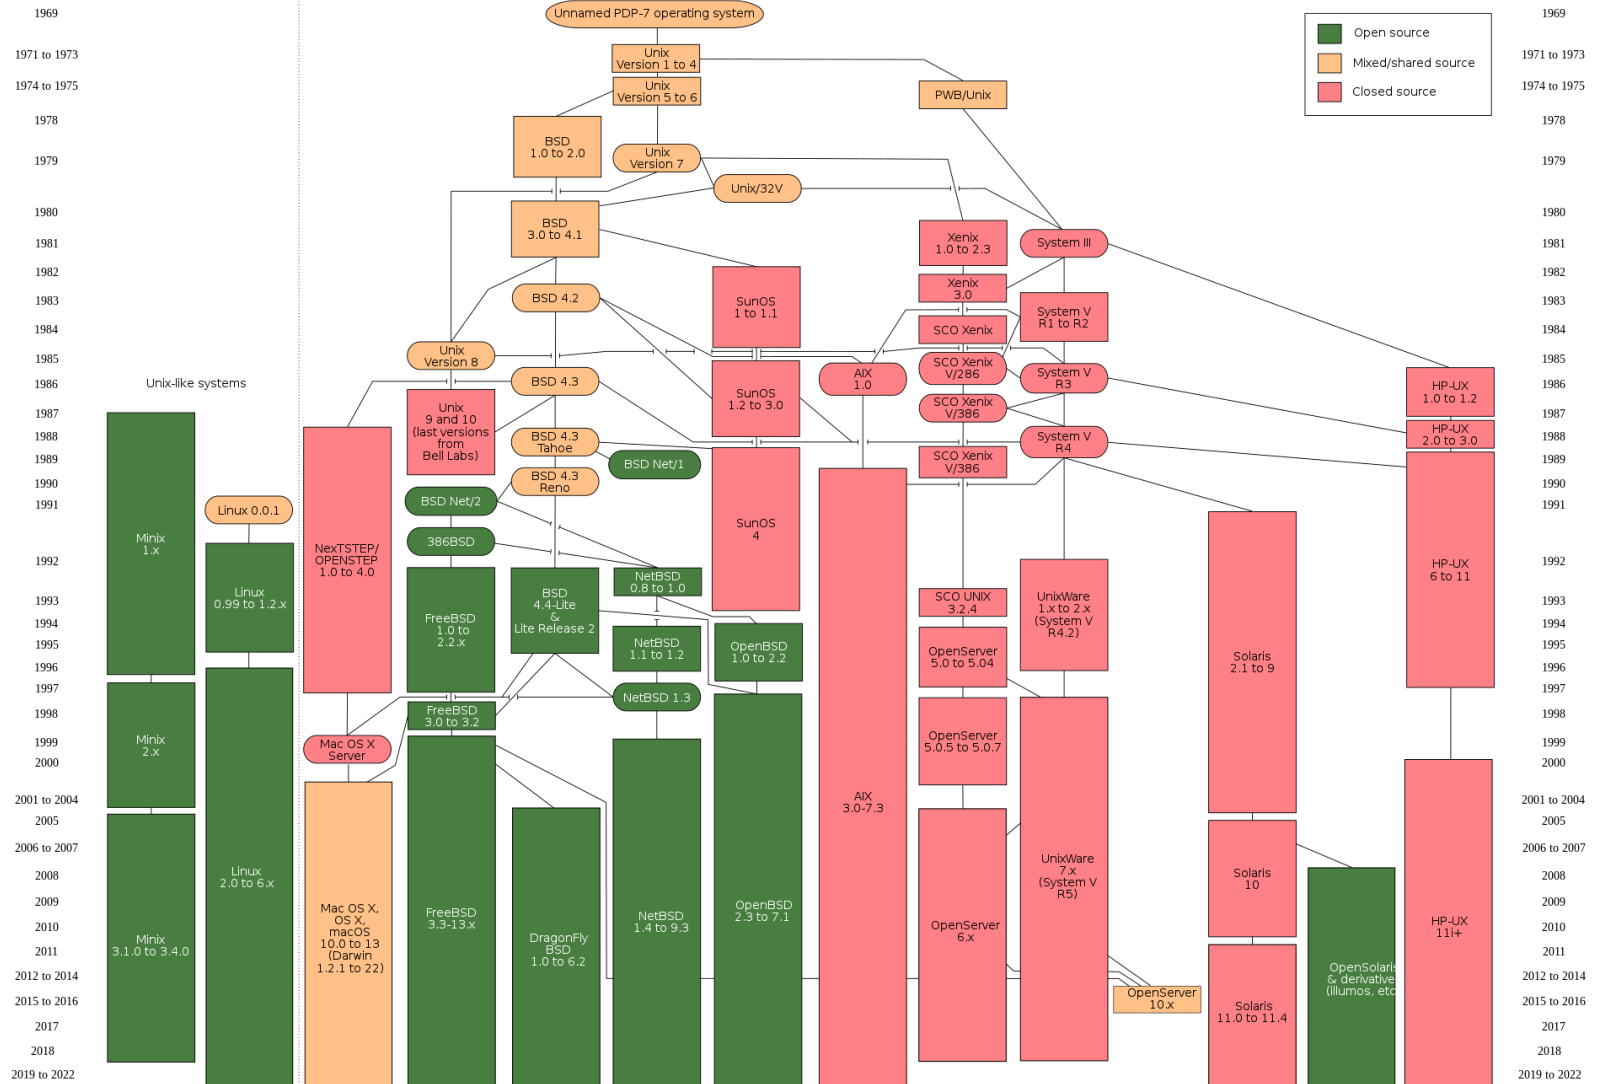 1969
Unnamed PDP-7 operating system
1969
Open source
Mixed/shared source
Closed source
1971 to 1973
Unix
Version 1 to 4
1971 to 1973
1974 to 1975
Unix
Version 5 to 6
PWB/Unix
1974 to 1975
1978
BSD
1.0 to 2.0
1978
1979
Unix
Version 7
1979
Unix/32V
1980
BSD
3.0 to 4.1
1980
1981
Xenix
1.0 to 2.3
System III
1981
1982
Xenix
3.0
1982
1983
BSD 4.2
SunOS
1 to 1.1
System V
R1 to R2
1983
1984
SCO Xenix
1984
1985
Unix
Version 8
SCO Xenix
V/286
1985
1986
Unix-like systems
BSD 4.3
AIX
1.0
System V
R3
HP-UX
1.0 to 1.2
1986
SunOS
1.2 to 3.0
1987
Unix
9 and 10
(last versions
from
Bell Labs)
SCO Xenix
V/386
1987
1988
BSD 4.3
Tahoe
System V
R4
HP-UX
2.0 to 3.0
1988
1989
BSD Net/1
SCO Xenix
V/386
1989
1990
BSD 4.3
Reno
1990
1991
Linux 0.0.1
BSD Net/2
1991
Minix
1.x
NexTSTEP/
OPENSTEP
1.0 to 4.0
386BSD
SunOS
4
1992
NetBSD
0.8 to 1.0
HP-UX
6 to 11
1992
1993
Linux
0.99 to 1.2.x
BSD
4.4-Lite
&
Lite Release 2
SCO UNIX
3.2.4
UnixWare
1.x to 2.x
(System V
R4.2)
1993
1994
FreeBSD
1.0 to
2.2.x
1994
1995
NetBSD
1.1 to 1.2
OpenBSD
1.0 to 2.2
OpenServer
5.0 to 5.04
1995
1996
Solaris
2.1 to 9
1996
1997
NetBSD 1.3
1997
1998
FreeBSD
3.0 to 3.2
1998
1999
Minix
2.x
Mac OS X
Server
OpenServer
5.0.5 to 5.0.7
1999
2000
2000
2001 to 2004
AIX
3.0-7.3
2001 to 2004
2005
2005
2006 to 2007
2006 to 2007
2008
Linux
2.0 to 6.x
UnixWare
7.x
(System V
R5)
Solaris
10
2008
2009
Mac OS X,
OS X,
macOS
10.0 to 13
(Darwin
1.2.1 to 22)
FreeBSD
3.3-13.x
NetBSD
1.4 to 9.3
OpenBSD
2.3 to 7.1
2009
2010
OpenServer
6.x
HP-UX
11i+
2010
2011
Minix
3.1.0 to 3.4.0
DragonFly
BSD
1.0 to 6.2
2011
2012 to 2014
OpenSolaris
& derivative
(illumos, etc
2012 to 2014
2015 to 2016
OpenServer
10.x
Solaris
11.0 to 11.4
2015 to 2016
2017
2017
2018
2018
2019 to 2022
2019 to 2022